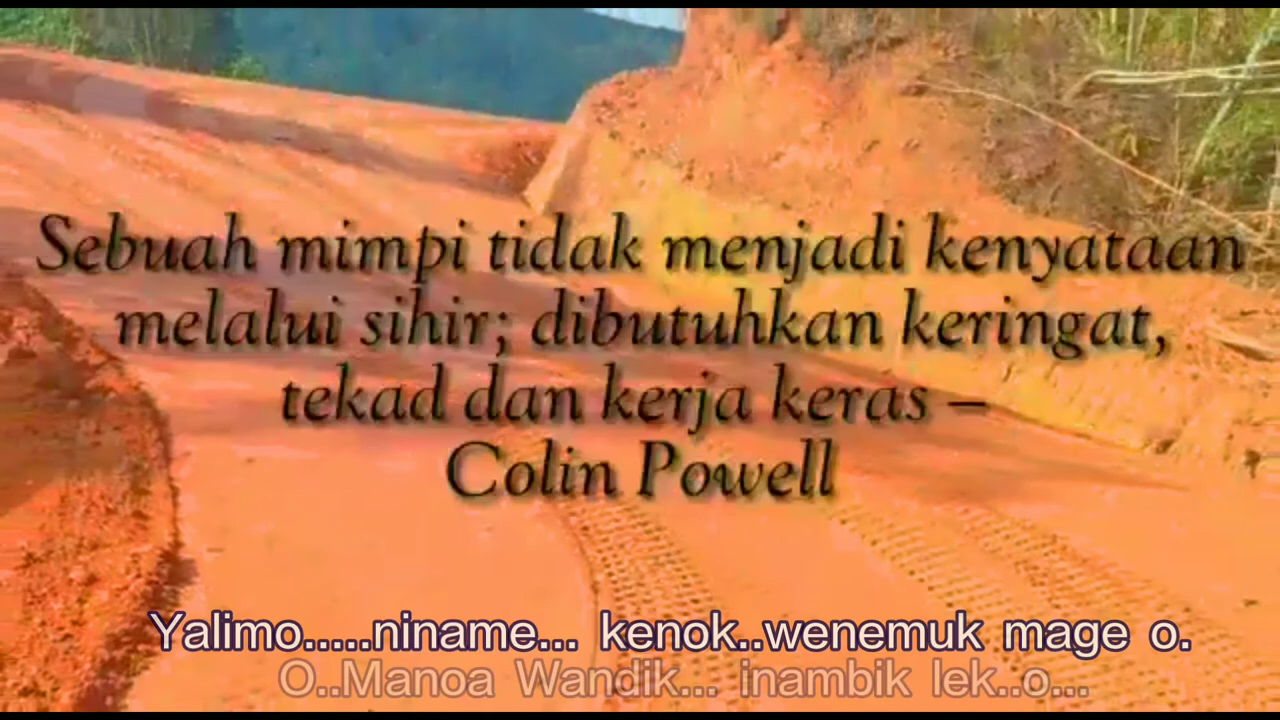 Sebuah mimpi tidak menjadi kenyataan
melalui sihir; dibutuhkan keringat,
tekad dan kerja keras –
Colin Powell
Yalimo.....niname... kenok..wenemuk mage o.
O..Manoa Wandik... inambik lek..o...